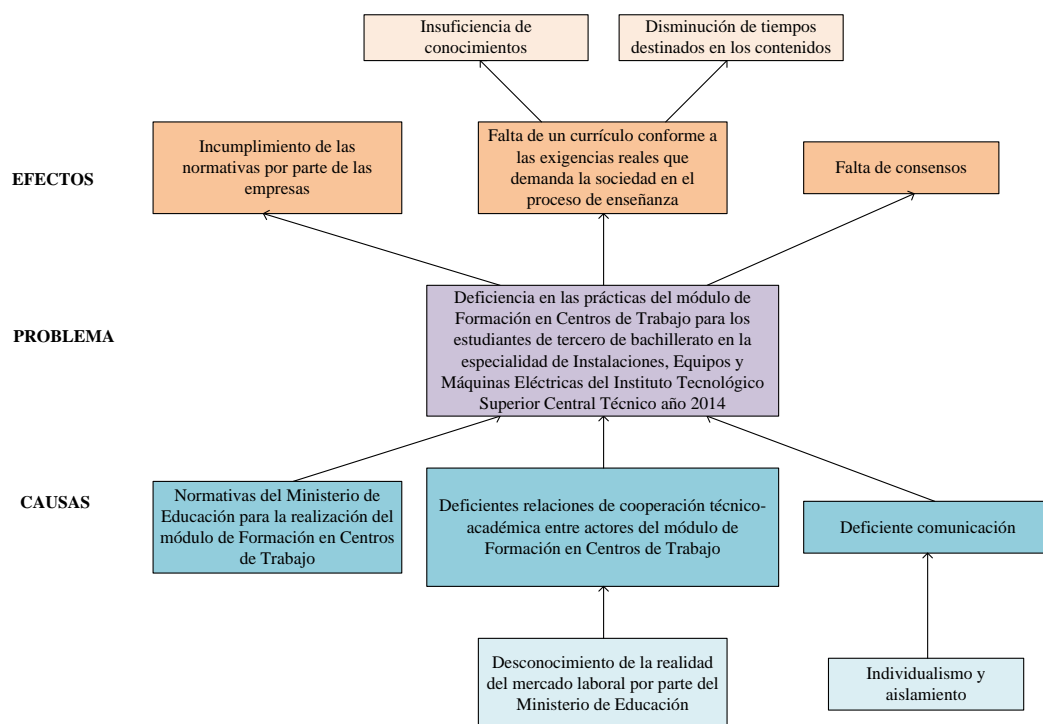 Insuficiencia de
conocimientos
Disminución de tiempos
destinados en los contenidos
EFECTOS
Incumplimiento de las
normativas por parte de las
empresas
Falta de un currículo conforme a
las exigencias reales que
demanda la sociedad en el
proceso de enseñanza
Falta de consensos
PROBLEMA
Deficiencia en las prácticas del módulo de
Formación en Centros de Trabajo para los
estudiantes de tercero de bachillerato en la
especialidad de Instalaciones, Equipos y
Máquinas Eléctricas del Instituto Tecnológico
Superior Central Técnico año 2014
CAUSAS
Normativas del Ministerio de
Educación para la realización del
módulo de Formación en Centros
de Trabajo
Deficientes relaciones de cooperación técnico-
académica entre actores del módulo de
Formación en Centros de Trabajo
Deficiente comunicación
Desconocimiento de la realidad
del mercado laboral por parte del
Ministerio de Educación
Individualismo y
aislamiento